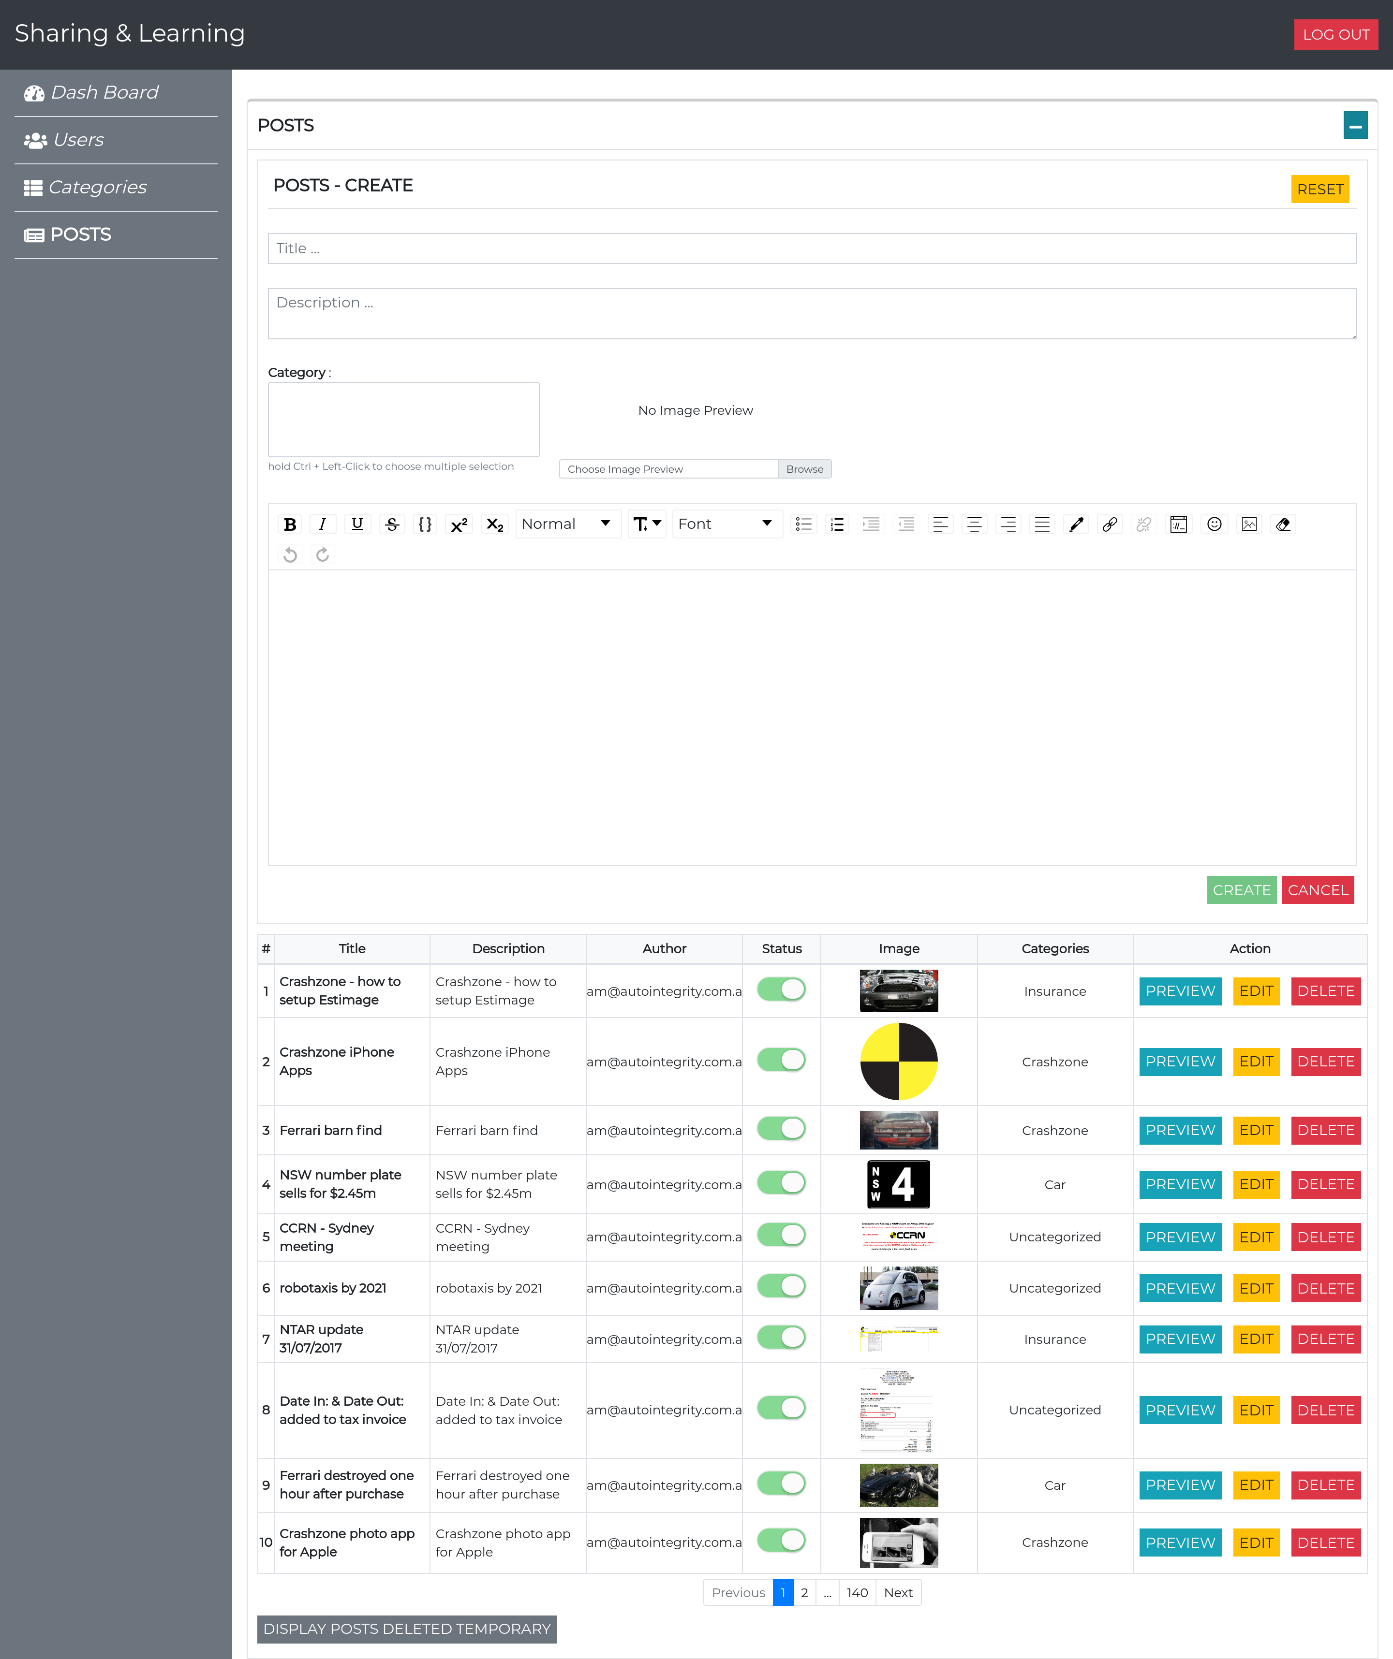 Sharing & Learning
LOG OUT
Dash Board
Users
Categories
POSTS
POSTS
POSTS - CREATE
RESET
Title ...
Description ...
Category :
No Image Preview
hold Ctrl + Left-Click to choose multiple selection
Choose Image Preview Browse
Normal Font
CREATE CANCEL
# Title Description Author Status Image Categories Action
1 Crashzone - how to setup Estimage Crashzone - how to setup Estimage am@autointegrity.com.a Insurance PREVIEW EDIT DELETE
2 Crashzone iPhone Apps Crashzone iPhone Apps am@autointegrity.com.a Crashzone PREVIEW EDIT DELETE
3 Ferrari barn find Ferrari barn find am@autointegrity.com.a Crashzone PREVIEW EDIT DELETE
4 NSW number plate sells for $2.45m NSW number plate sells for $2.45m am@autointegrity.com.a NSW 4 Car PREVIEW EDIT DELETE
5 CCRN - Sydney meeting CCRN - Sydney meeting am@autointegrity.com.a CCRN Uncategorized PREVIEW EDIT DELETE
6 robotaxis by 2021 robotaxis by 2021 am@autointegrity.com.a Uncategorized PREVIEW EDIT DELETE
7 NTAR update 31/07/2017 NTAR update 31/07/2017 am@autointegrity.com.a Insurance PREVIEW EDIT DELETE
8 Date In: & Date Out: added to tax invoice Date In: & Date Out: added to tax invoice am@autointegrity.com.a Uncategorized PREVIEW EDIT DELETE
9 Ferrari destroyed one hour after purchase Ferrari destroyed one hour after purchase am@autointegrity.com.a Car PREVIEW EDIT DELETE
10 Crashzone photo app for Apple Crashzone photo app for Apple am@autointegrity.com.a Crashzone PREVIEW EDIT DELETE
Previous 1 2 ... 140 Next
DISPLAY POSTS DELETED TEMPORARY